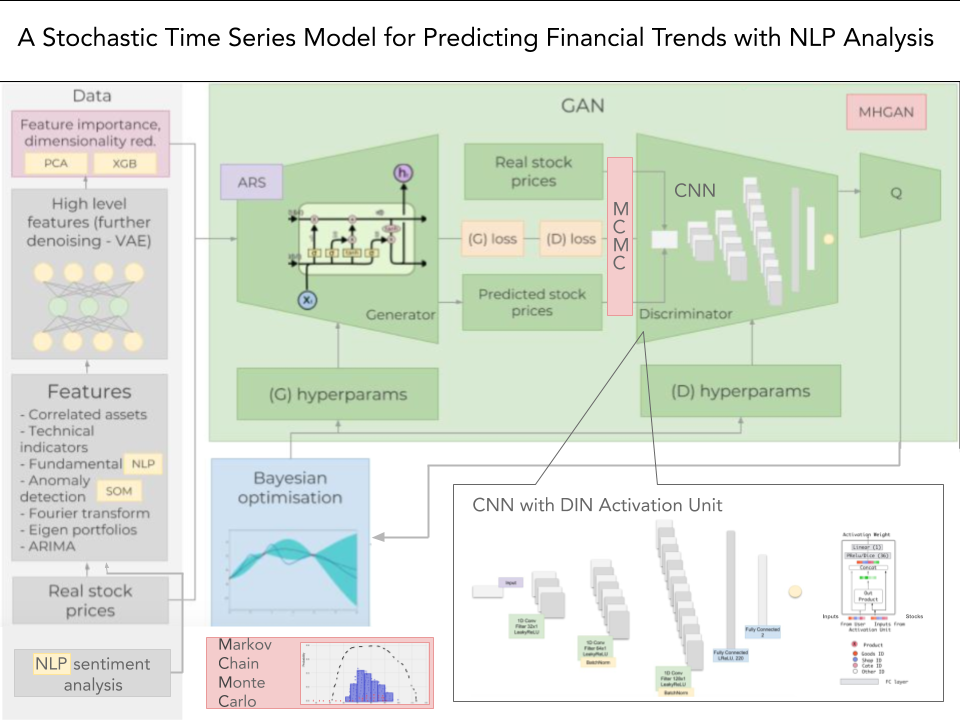 A Stochastic Time Series Model for Predicting Financial Trends with NLP Analysis
Data
Feature importance,
dimensionality red.
PCA
XGB
High level
features (further
denoising - VAE)
Features
- Correlated assets
- Technical
indicators
- Fundamental NLP
- Anomaly
detection SOM
- Fourier transform
- Eigen portfolios
- ARIMA
Real stock
prices
NLP sentiment
analysis
GAN
MHGAN
ARS
Generator
Real stock
prices
(G) loss
(D) loss
Predicted stock
prices
M
C
M
C
CNN
Discriminator
Q
(G) hyperparams
(D) hyperparams
Bayesian
optimisation
Markov
Chain
Monte
Carlo
CNN with DIN Activation Unit
Input
1D Conv
Filter 32x1
LeakyReLU
1D Conv
Filter 64x1
LeakyReLU
BatchNorm
1D Conv
Filter 128x1
LeakyReLU
BatchNorm
Fully Connected
LReLU, 220
Fully Connected
2
Activation Weight
Linear (1)
PRelu/Dice (36)
Concat
Out
Product
Inputs
From User
Inputs From
Stocks
Activation Unit
Product
Goods ID
Shop ID
Cate ID
Other ID
FC layer